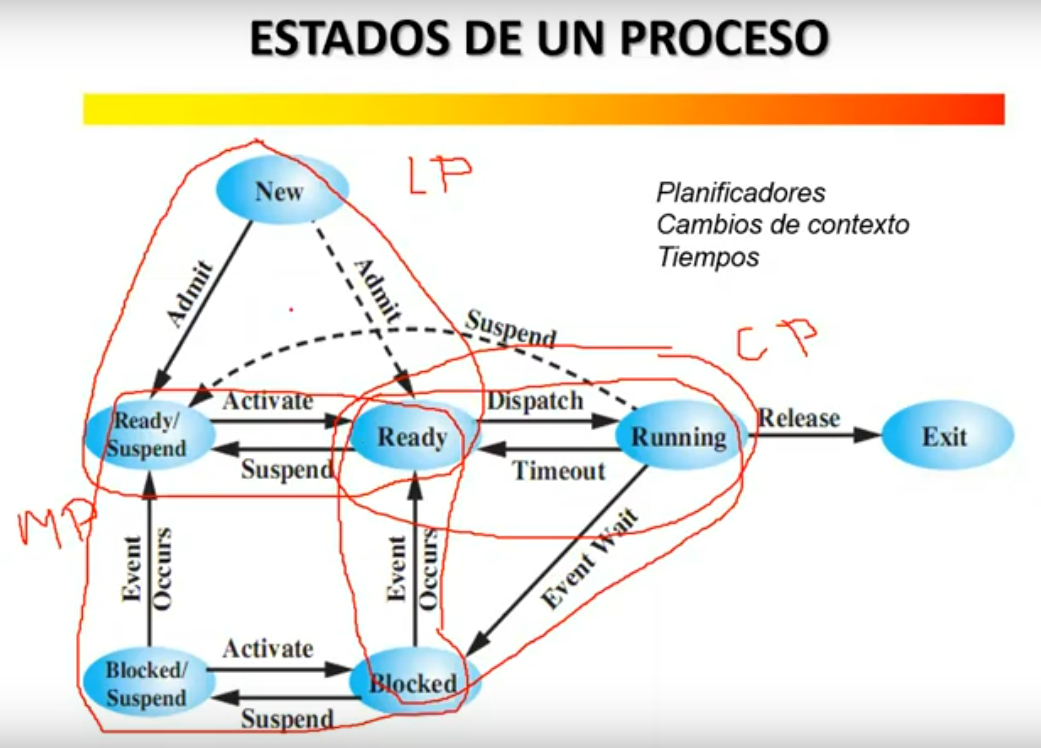 ESTADOS DE UN PROCESO
New
LP
Planificadores
Cambios de contexto
Tiempos
Admit
Admit
Suspend
CP
Ready/
Suspend
Activate
Suspend
Ready
Dispatch
Timeout
Running
Release
Exit
MP
Event
Occurs
Event
Occurs
Event Wait
Blocked/
Suspend
Activate
Suspend
Blocked